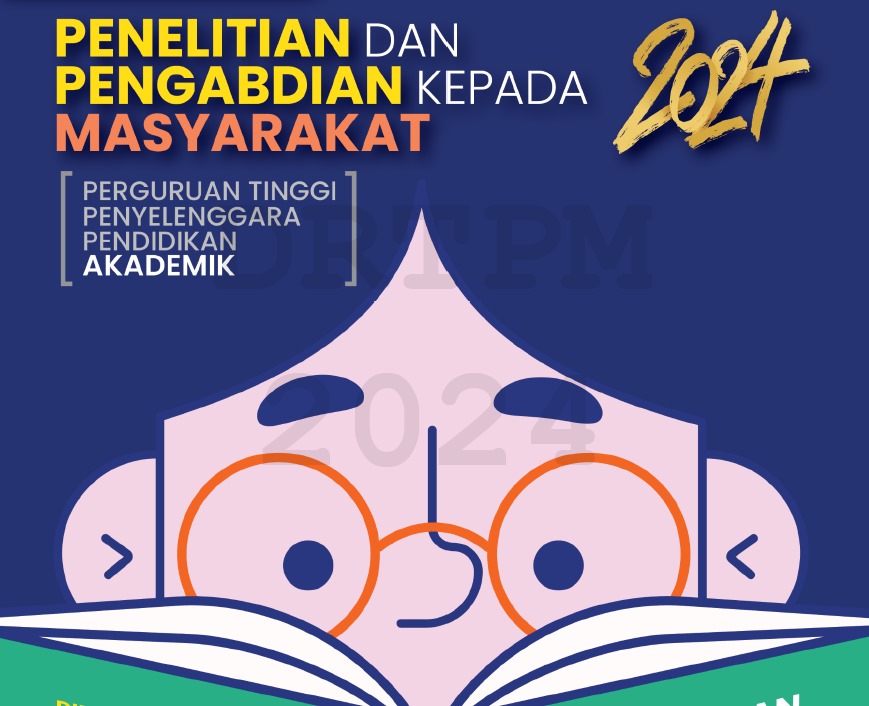 PENELITIAN DAN
PENGABDIAN KEPADA
MASYARAKAT
2024
[PERGURUAN TINGGI
PENYELENGGARA
PENDIDIKAN
AKADEMIK]
DRTPM
2024